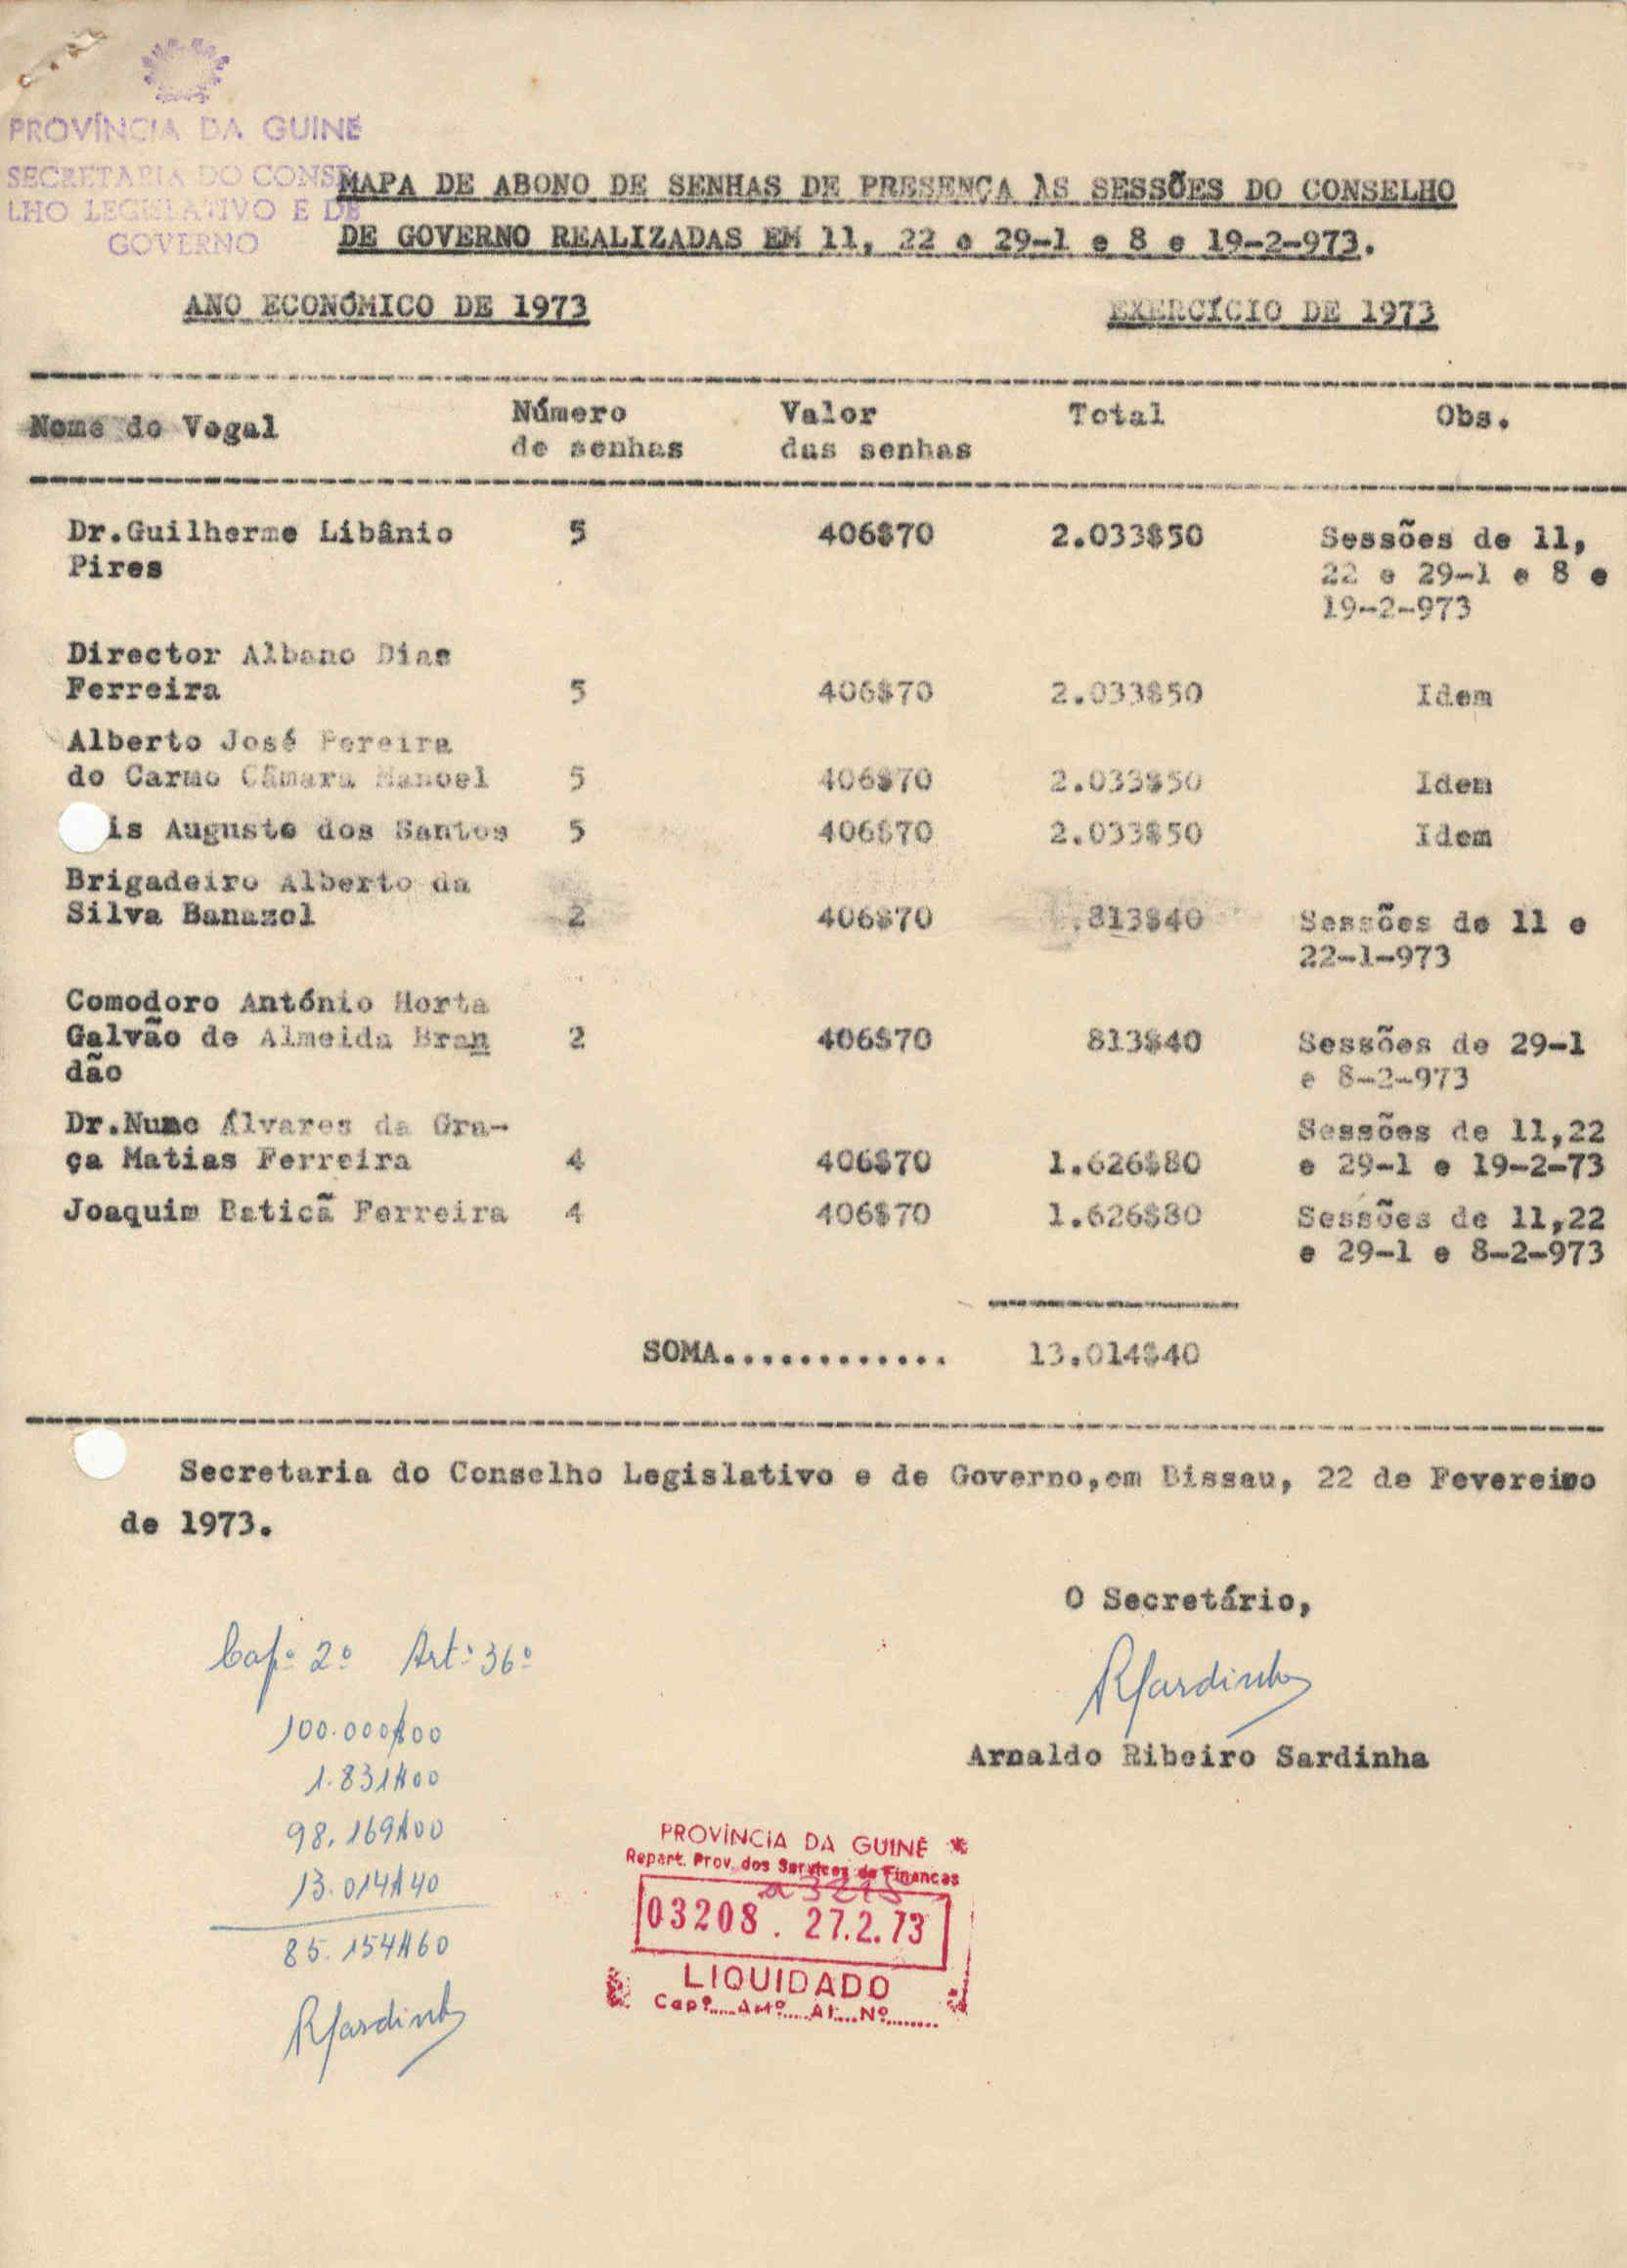 PROVÍNCIA DA GUINÉ
SECRETARIA DO CONSE
LHO LEGISLATIVO E DE
GOVERNO
MAPA DE ABONO DE SENHAS DE PRESENÇA ÀS SESSÕES DO CONSELHO
DE GOVERNO REALIZADAS EM 11, 22 e 29-1 e 8 e 19-2-973.
ANO ECONÓMICO DE 1973 EXERCÍCIO DE 1973
Nome do Vogal Número Valor Total Obs.
de senhas das senhas
Dr.Guilherme Libânio 5 406$70 2.033$50 Sessões de 11,
Pires 22 e 29-1 e 8 e
19-2-973
Director Albano Dias
Ferreira 5 406$70 2.033$50 Idem
Alberto José Pereira
do Carmo Câmara Manoel 5 406$70 2.033$50 Idem
is Augusto dos Santos 5 406$70 2.033$50 Idem
Brigadeiro Alberto da
Silva Banazol 2 406$70 813$40 Sessões de 11 e
22-1-973
Comodoro António Horta
Galvão de Almeida Bran 2 406$70 813$40 Sessões de 29-1
dão e 8-2-973
Dr.Nuno Álvares da Gra- Sessões de 11,22
ça Matias Ferreira 4 406$70 1.626$80 e 29-1 e 19-2-73
Joaquim Baticã Ferreira 4 406$70 1.626$80 Sessões de 11,22
e 29-1 e 8-2-973
SOMA............. 13.014$40
Secretaria do Conselho Legislativo e de Governo,em Bissau, 22 de Fevereiro
de 1973.
O Secretário,
RSardinha
Arnaldo Ribeiro Sardinha
Capº 2º Artº 36º
100.000$00
1.831$00
98.169$00
13.014$40
85.154$60
RSardinha
PROVÍNCIA DA GUINÉ
Repart. Prov. dos Serviços de Finanças
a 3215
03208 . 27.2.73
LIQUIDADO
Capº.....Artº.....Al....Nº........